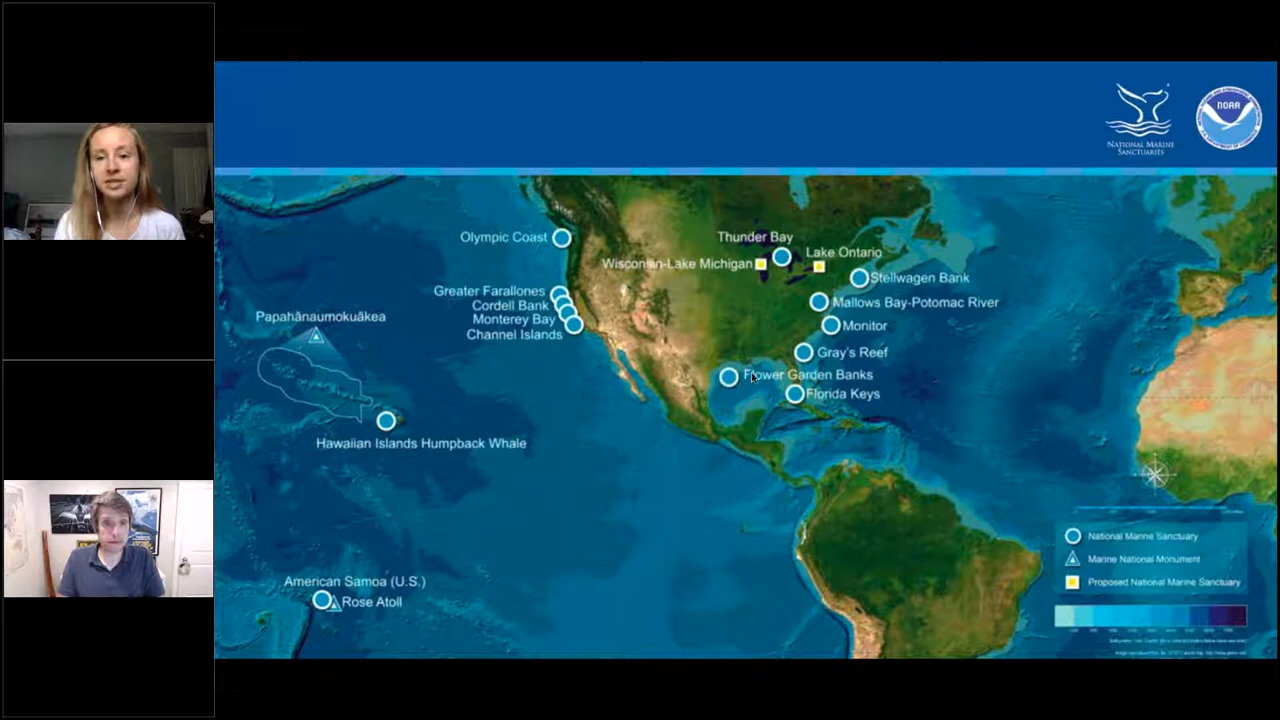 NATIONAL MARINE
SANCTUARIES
NOAA
Olympic Coast
Thunder Bay
Lake Ontario
Wisconsin-Lake Michigan
Stellwagen Bank
Greater Farallones
Cordell Bank
Mallows Bay-Potomac River
Monterey Bay
Channel Islands
Monitor
Papahānaumokuākea
Gray's Reef
Flower Garden Banks
Florida Keys
Hawaiian Islands Humpback Whale
National Marine Sanctuary
Marine National Monument
Proposed National Marine Sanctuary
American Samoa (U.S.)
Rose Atoll